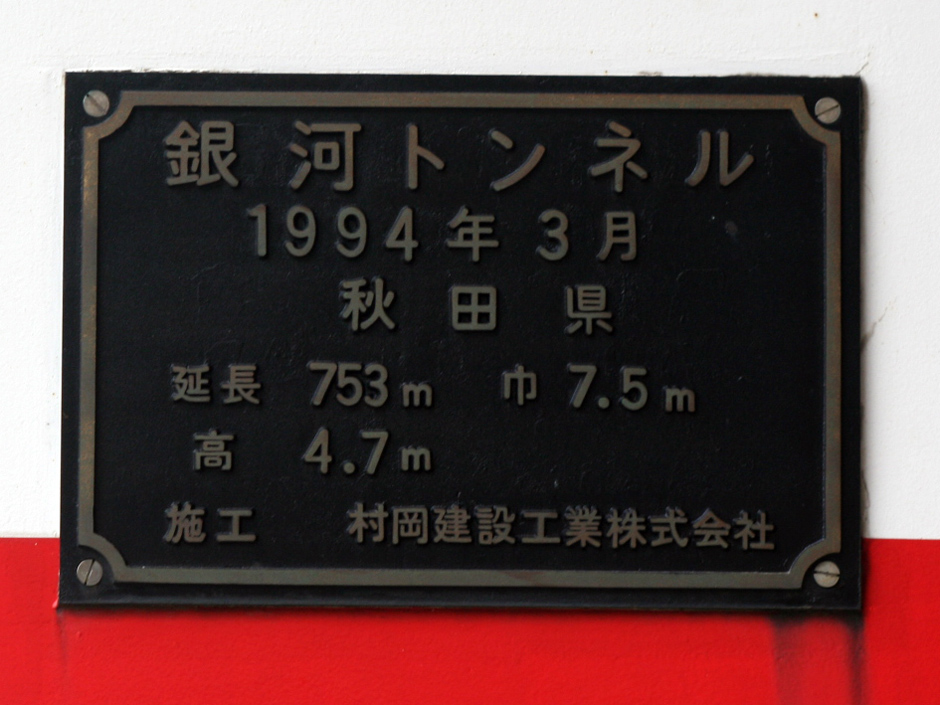 銀河トンネル
1994年3月
秋田県
延長 753m 巾 7.5m
高 4.7m
施工 村岡建設工業株式会社